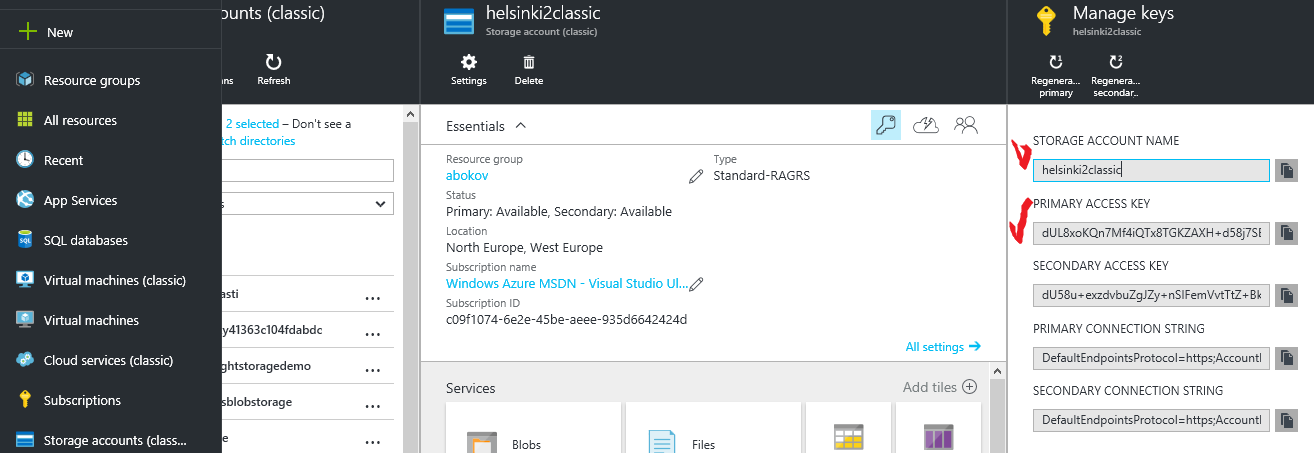 New
Resource groups
All resources
Recent
App Services
SQL databases
Virtual machines (classic)
Virtual machines
Cloud services (classic)
Subscriptions
Storage accounts (class...
ounts (classic)
Refresh
2 selected – Don't see a
tch directories
asti
y41363c104fdabdc
ghtstoragedemo
sblobstorage
e
helsinki2classic
Storage account (classic)
Settings
Delete
Essentials
Resource group
abokov
Type
Standard-RAGRS
Status
Primary: Available, Secondary: Available
Location
North Europe, West Europe
Subscription name
Windows Azure MSDN - Visual Studio Ul...
Subscription ID
c09f1074-6e2e-45be-aeee-935d6642424d
All settings
Services
Add tiles
Blobs
Files
Manage keys
helsinki2classic
Regenera... primary
Regenera... secondar..
STORAGE ACCOUNT NAME
helsinki2classic
PRIMARY ACCESS KEY
dUL8xoKQn7Mf4iQTx8TGKZAXH+d58j7SE
SECONDARY ACCESS KEY
dU58u+exzdvbuZgJZy+nSIFemVvtTtZ+Bk
PRIMARY CONNECTION STRING
DefaultEndpointsProtocol=https;Account
SECONDARY CONNECTION STRING
DefaultEndpointsProtocol=https;Account